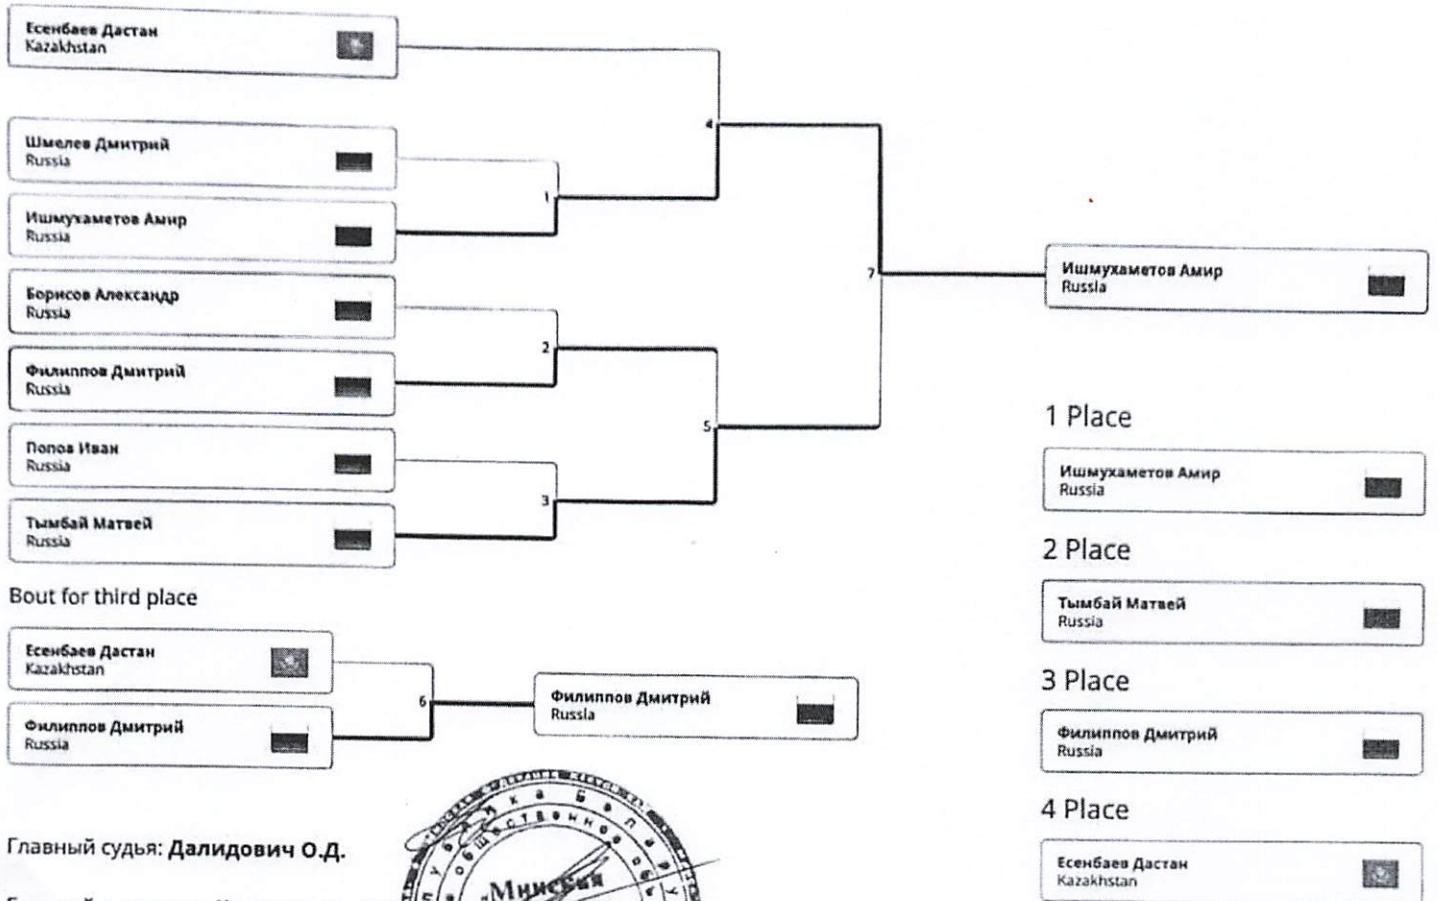 Есенбаев Дастан
Kazakhstan
Шмелев Дмитрий
Russia
Ишмухаметов Амир
Russia
Борисов Александр
Russia
Филиппов Дмитрий
Russia
Попов Иван
Russia
Тымбай Матвей
Russia
4
1
2
7
5
3
Ишмухаметов Амир
Russia
Bout for third place
Есенбаев Дастан
Kazakhstan
Филиппов Дмитрий
Russia
6
Филиппов Дмитрий
Russia
1 Place
Ишмухаметов Амир
Russia
2 Place
Тымбай Матвей
Russia
3 Place
Филиппов Дмитрий
Russia
4 Place
Есенбаев Дастан
Kazakhstan
Главный судья: Далидович О.Д.
"Минская